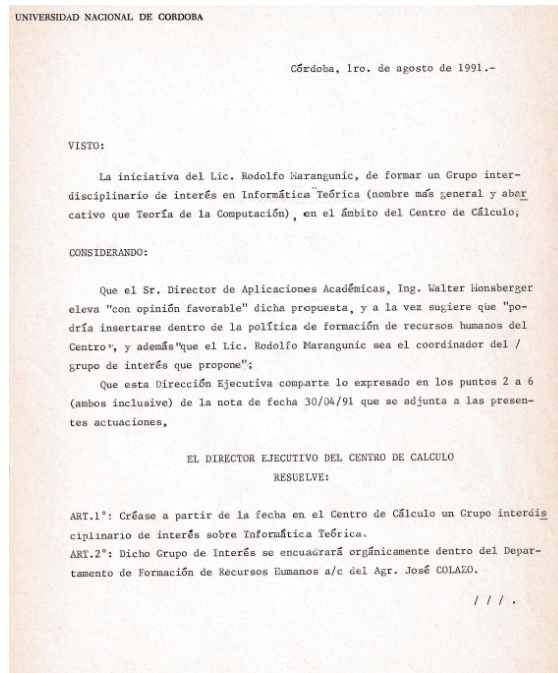 UNIVERSIDAD NACIONAL DE CORDOBA
Córdoba, 1ro. de agosto de 1991.-
VISTO:
La iniciativa del Lic. Rodolfo Marangunic, de formar un Grupo inter-
disciplinario de interés en Informática Teórica (nombre más general y abar
cativo que Teoría de la Computación), en el ámbito del Centro de Cálculo;
CONSIDERANDO:
Que el Sr. Director de Aplicaciones Académicas, Ing. Walter Honsberger
eleva "con opinión favorable" dicha propuesta, y a la vez sugiere que "po-
dría insertarse dentro de la política de formación de recursos humanos del
Centro", y además "que el Lic. Rodolfo Marangunic sea el coordinador del /
grupo de interés que propone";
Que esta Dirección Ejecutiva comparte lo expresado en los puntos 2 a 6
(ambos inclusive) de la nota de fecha 30/04/91 que se adjunta a las presen-
tes actuaciones,
EL DIRECTOR EJECUTIVO DEL CENTRO DE CALCULO
RESUELVE:
ART.1°: Créase a partir de la fecha en el Centro de Cálculo un Grupo interdis
ciplinario de interés sobre Ynformática Teórica.
ART.2°: Dicho Grupo de Interés se encuadrará orgánicamente dentro del Depar-
tamento de Formación de Recursos Humanos a/c del Agr. José COLAZO.
/ / / .